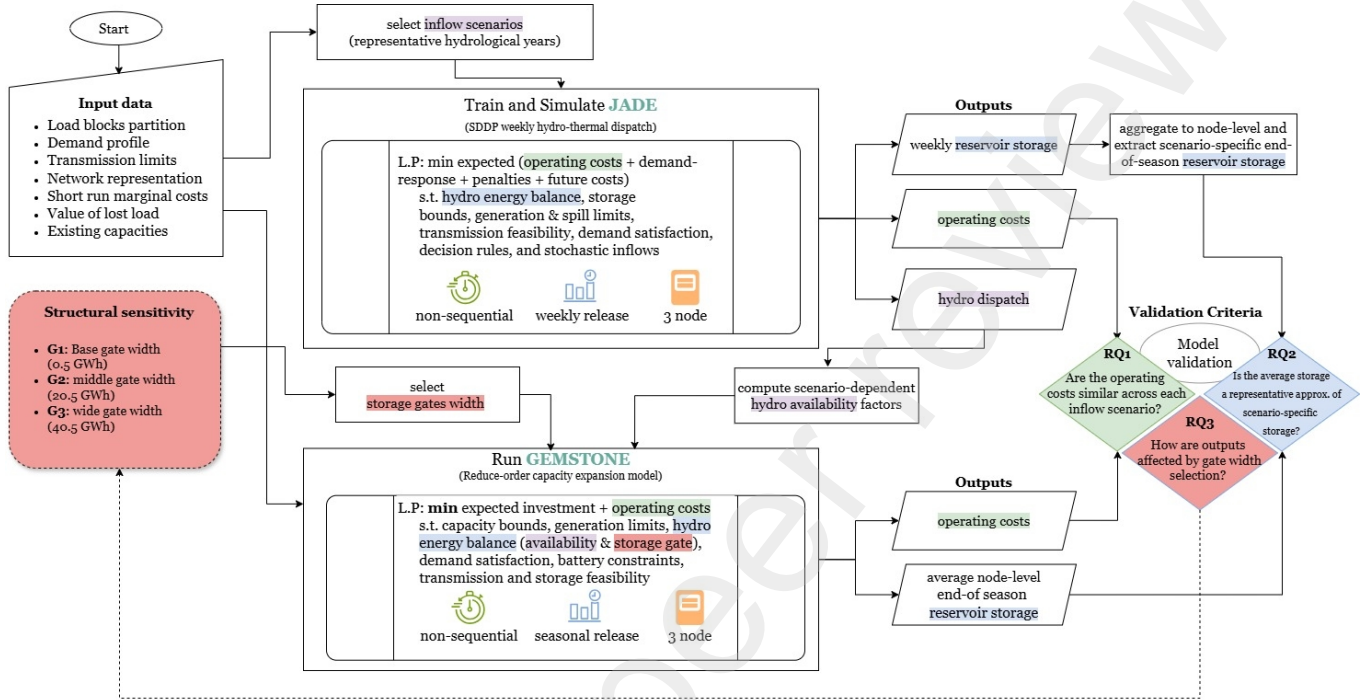 Start
select inflow scenarios
(representative hydrological years)
Input data
• Load blocks partition
• Demand profile
• Transmission limits
• Network representation
• Short run marginal costs
• Value of lost load
• Existing capacities
Train and Simulate JADE
(SDDP weekly hydro-thermal dispatch)
L.P: min expected (operating costs + demand-
response + penalties + future costs)
s.t. hydro energy balance, storage
bounds, generation & spill limits,
transmission feasibility, demand satisfaction,
decision rules, and stochastic inflows
non-sequential
weekly release
3 node
Outputs
weekly reservoir storage
operating costs
hydro dispatch
aggregate to node-level and
extract scenario-specific end-
of-season reservoir storage
Structural sensitivity
• G1: Base gate width
(0.5 GWh)
• G2: middle gate width
(20.5 GWh)
• G3: wide gate width
(40.5 GWh)
select
storage gates width
compute scenario-dependent
hydro availability factors
Validation Criteria
Model
validation
RQ1
Are the operating
costs similar across each
inflow scenario?
RQ2
Is the average storage
a representative approx. of
scenario-specific
storage?
RQ3
How are outputs
affected by gate width
selection?
Run GEMSTONE
(Reduce-order capacity expansion model)
L.P: min expected investment + operating costs
s.t. capacity bounds, generation limits, hydro
energy balance (availability & storage gate),
demand satisfaction, battery constraints,
transmission and storage feasibility
non-sequential
seasonal release
3 node
Outputs
operating costs
average node-level
end-of season
reservoir storage
peer review